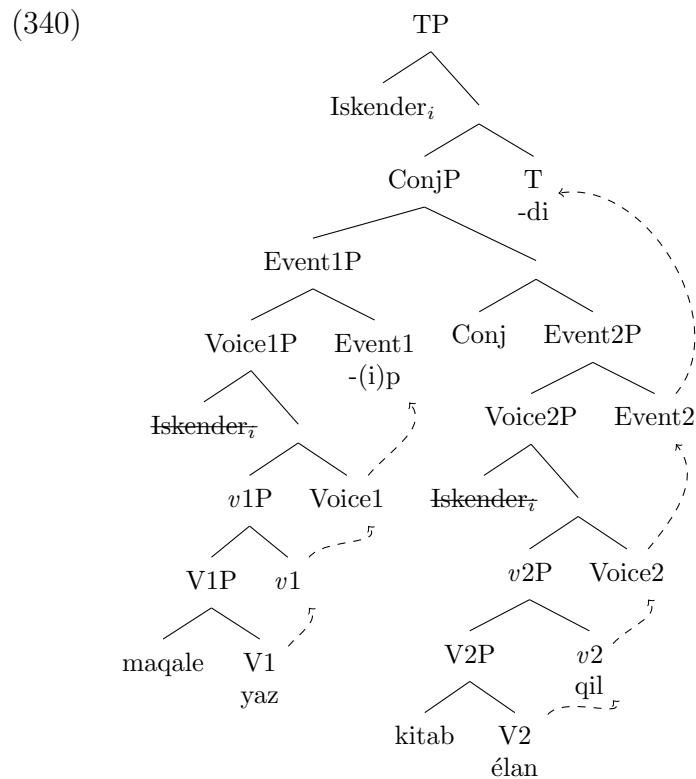 (340)
TP
Iskender_i
ConjP T
-di
Event1P
Voice1P Event1 Conj Event2P
-(i)p
Iskender_i Voice2P Event2
v1P Voice1 Iskender_i
V1P v1 v2P Voice2
maqale V1 V2P v2
yaz qil
kitab V2
élan